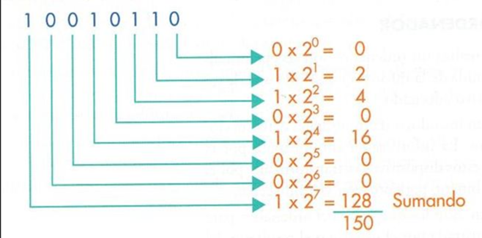 1 0 0 1 0 1 1 0
0 x 2⁰ = 0
1 x 2¹ = 2
1 x 2² = 4
0 x 2³ = 0
1 x 2⁴ = 16
0 x 2⁵ = 0
0 x 2⁶ = 0
1 x 2⁷ = 128 Sumando
150